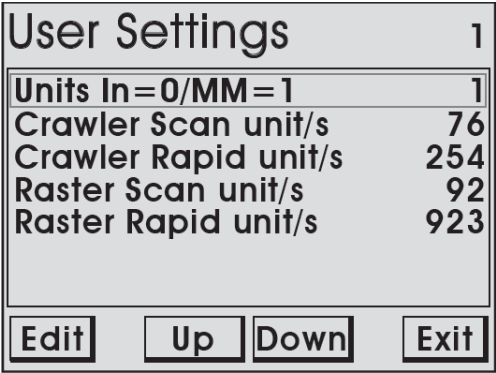 User Settings 1
Units In=0/MM=1 1
Crawler Scan unit/s 76
Crawler Rapid unit/s 254
Raster Scan unit/s 92
Raster Rapid unit/s 923
Edit Up Down Exit